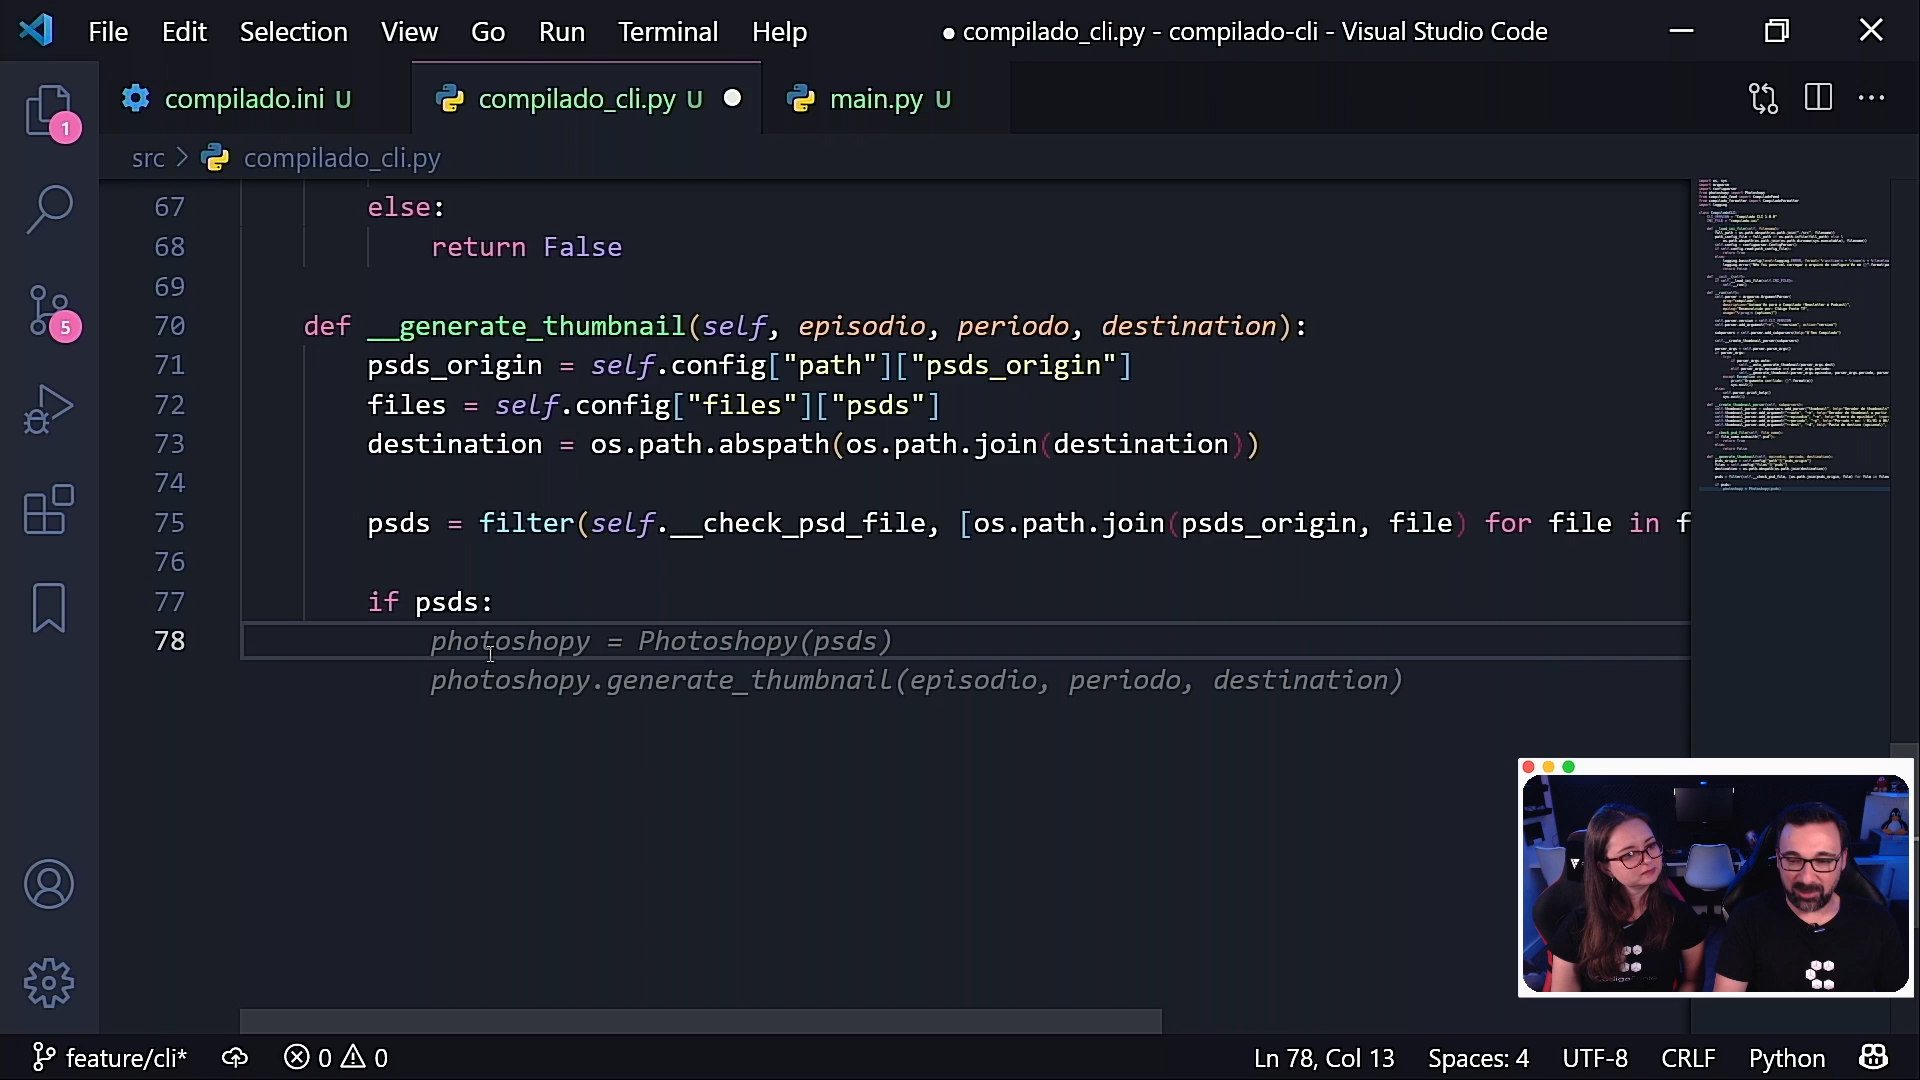 File Edit Selection View Go Run Terminal Help ● compilado_cli.py - compilado-cli - Visual Studio Code
compilado.ini U compilado_cli.py U main.py U
1
src > compilado_cli.py
67 else:
68 return False
69
70 def __generate_thumbnail(self, episodio, periodo, destination):
71 psds_origin = self.config["path"]["psds_origin"]
72 files = self.config["files"]["psds"]
73 destination = os.path.abspath(os.path.join(destination))
74
75 psds = filter(self.__check_psd_file, [os.path.join(psds_origin, file) for file in f
76
77 if psds:
78 photoshopy = Photoshopy(psds)
photoshopy.generate_thumbnail(episodio, periodo, destination)
5
feature/cli* 0 0 Ln 78, Col 13 Spaces: 4 UTF-8 CRLF Python